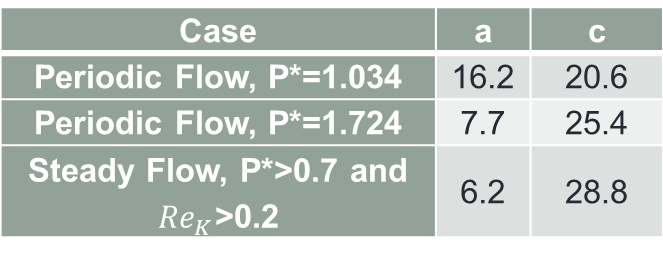 Case a c
Periodic Flow, P*=1.034 16.2 20.6
Periodic Flow, P*=1.724 7.7 25.4
Steady Flow, P*>0.7 and
Re_K>0.2 6.2 28.8